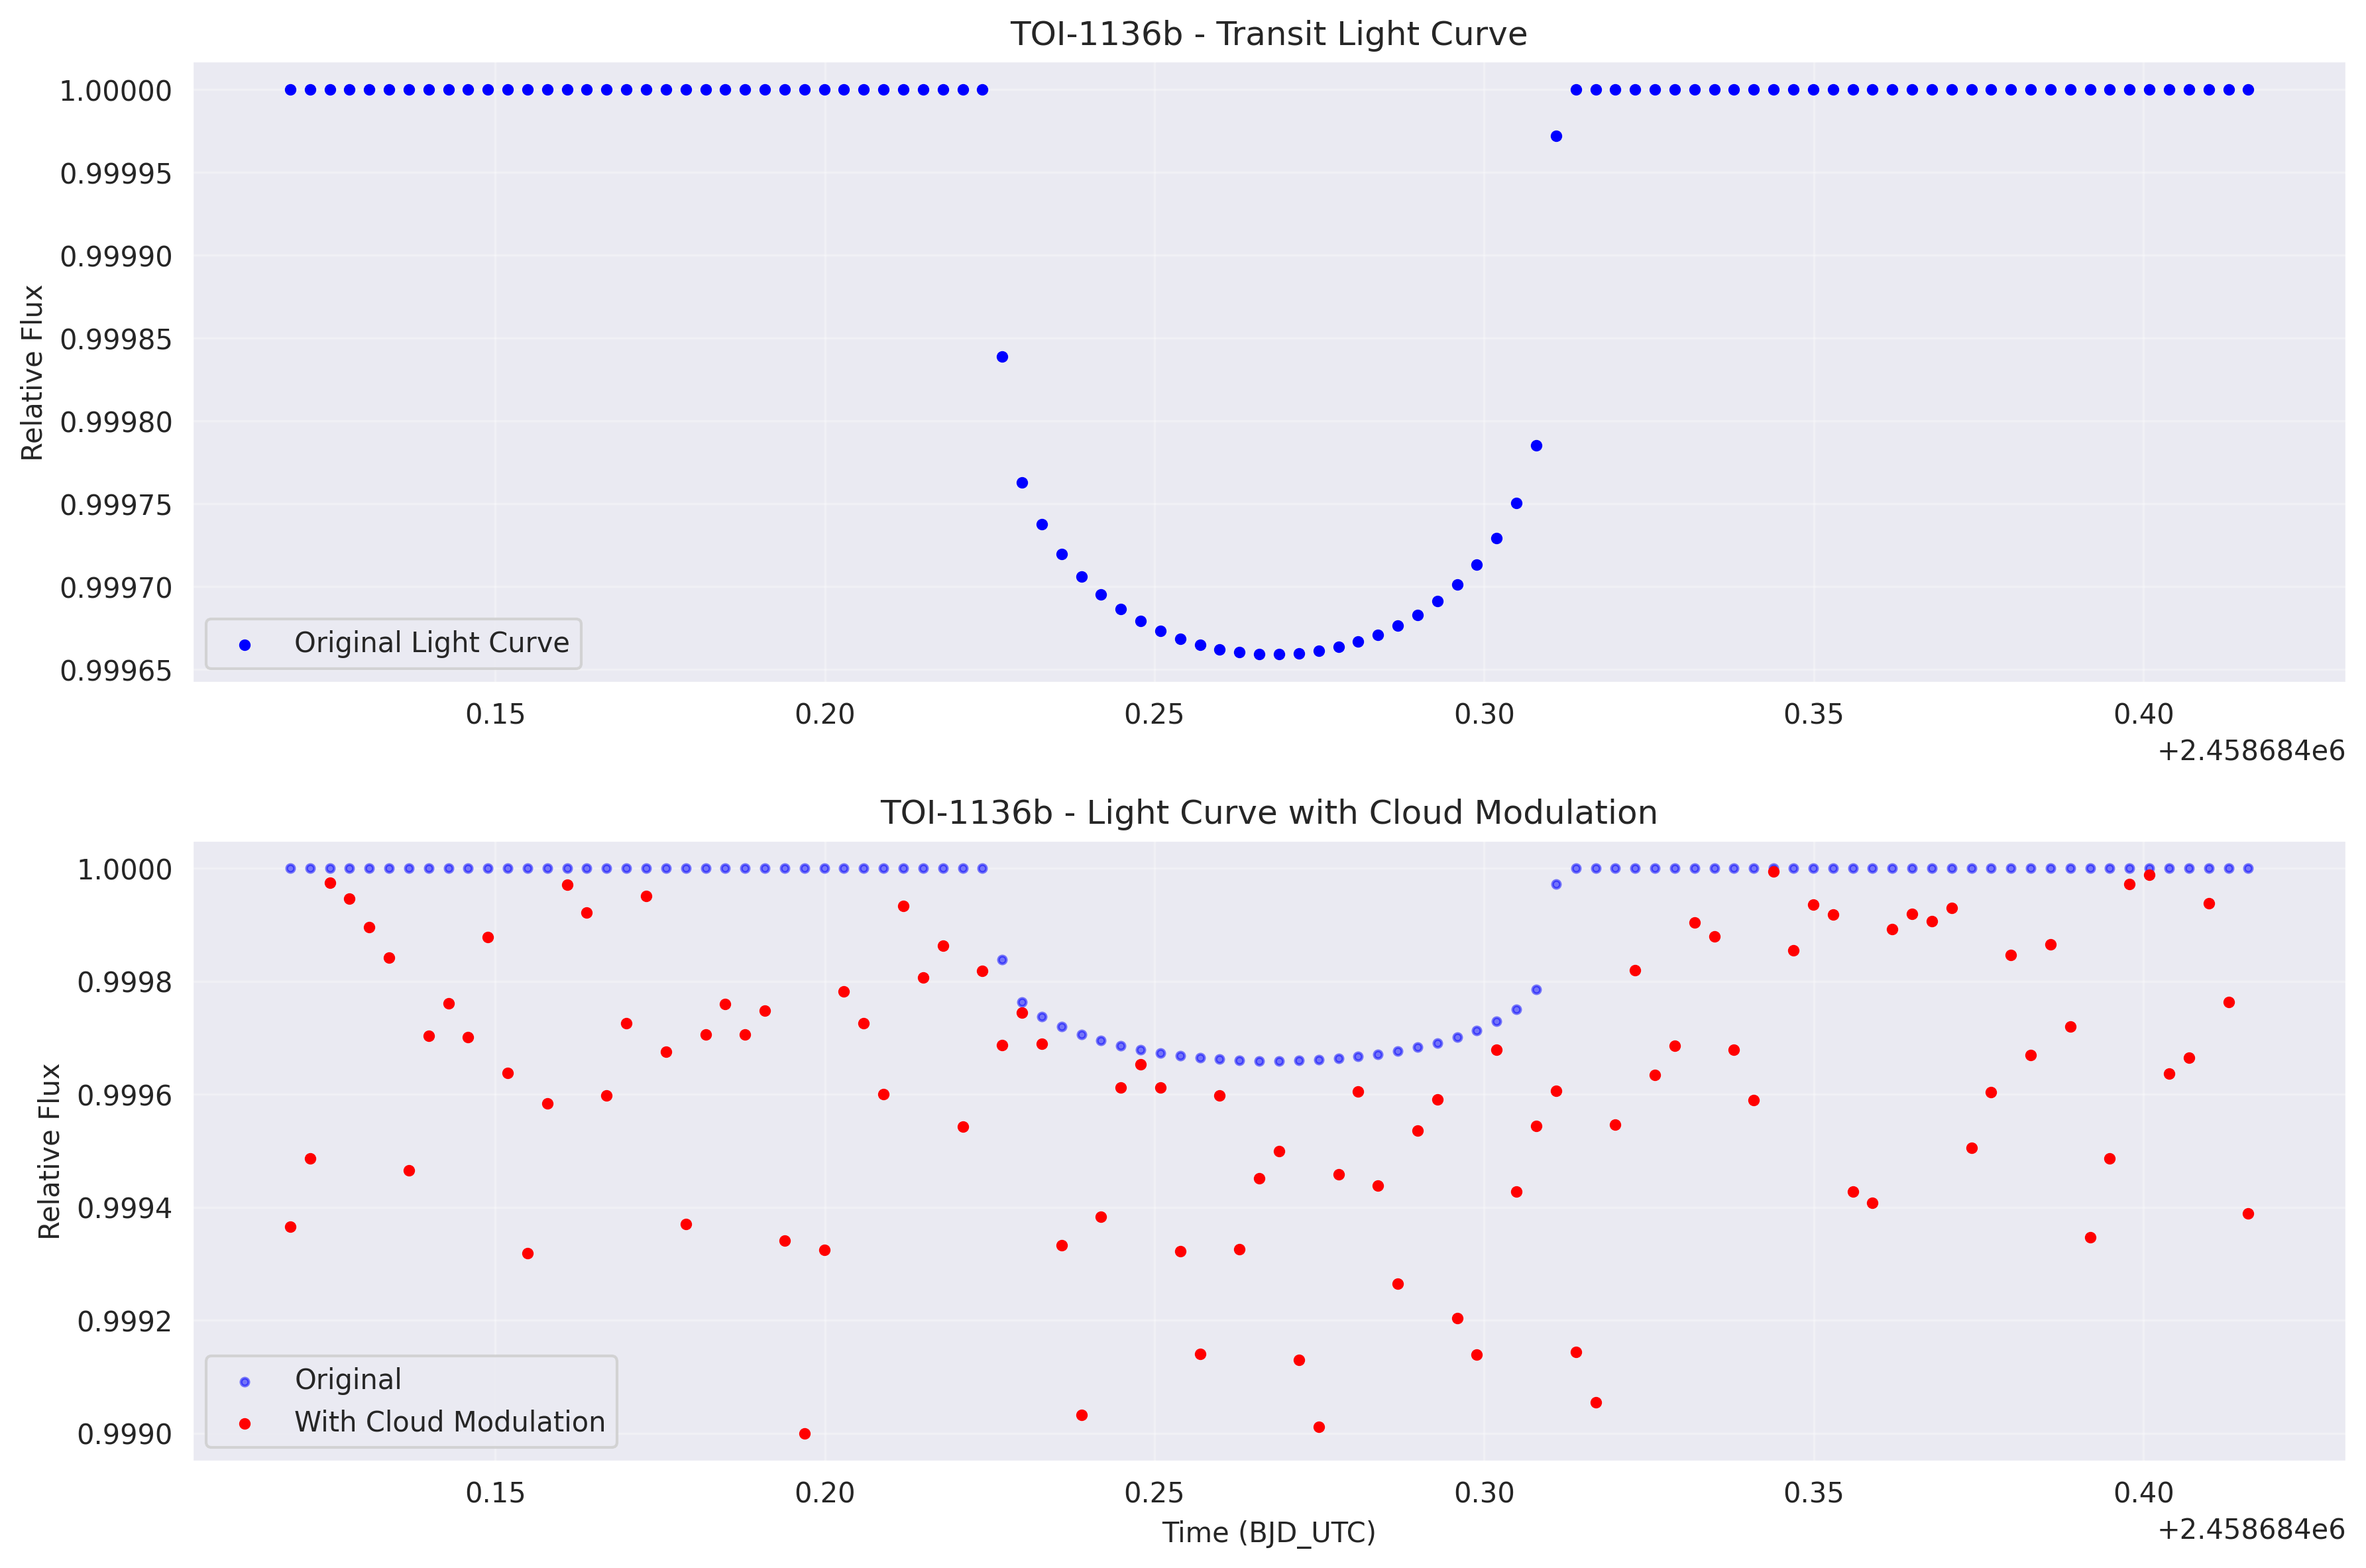 TOI-1136b - Transit Light Curve
Relative Flux
1.00000
0.99995
0.99990
0.99985
0.99980
0.99975
0.99970
0.99965
Original Light Curve
0.15 0.20 0.25 0.30 0.35 0.40
+2.458684e6
TOI-1136b - Light Curve with Cloud Modulation
Relative Flux
1.0000
0.9998
0.9996
0.9994
0.9992
0.9990
Original
With Cloud Modulation
0.15 0.20 0.25 0.30 0.35 0.40
Time (BJD_UTC)
+2.458684e6